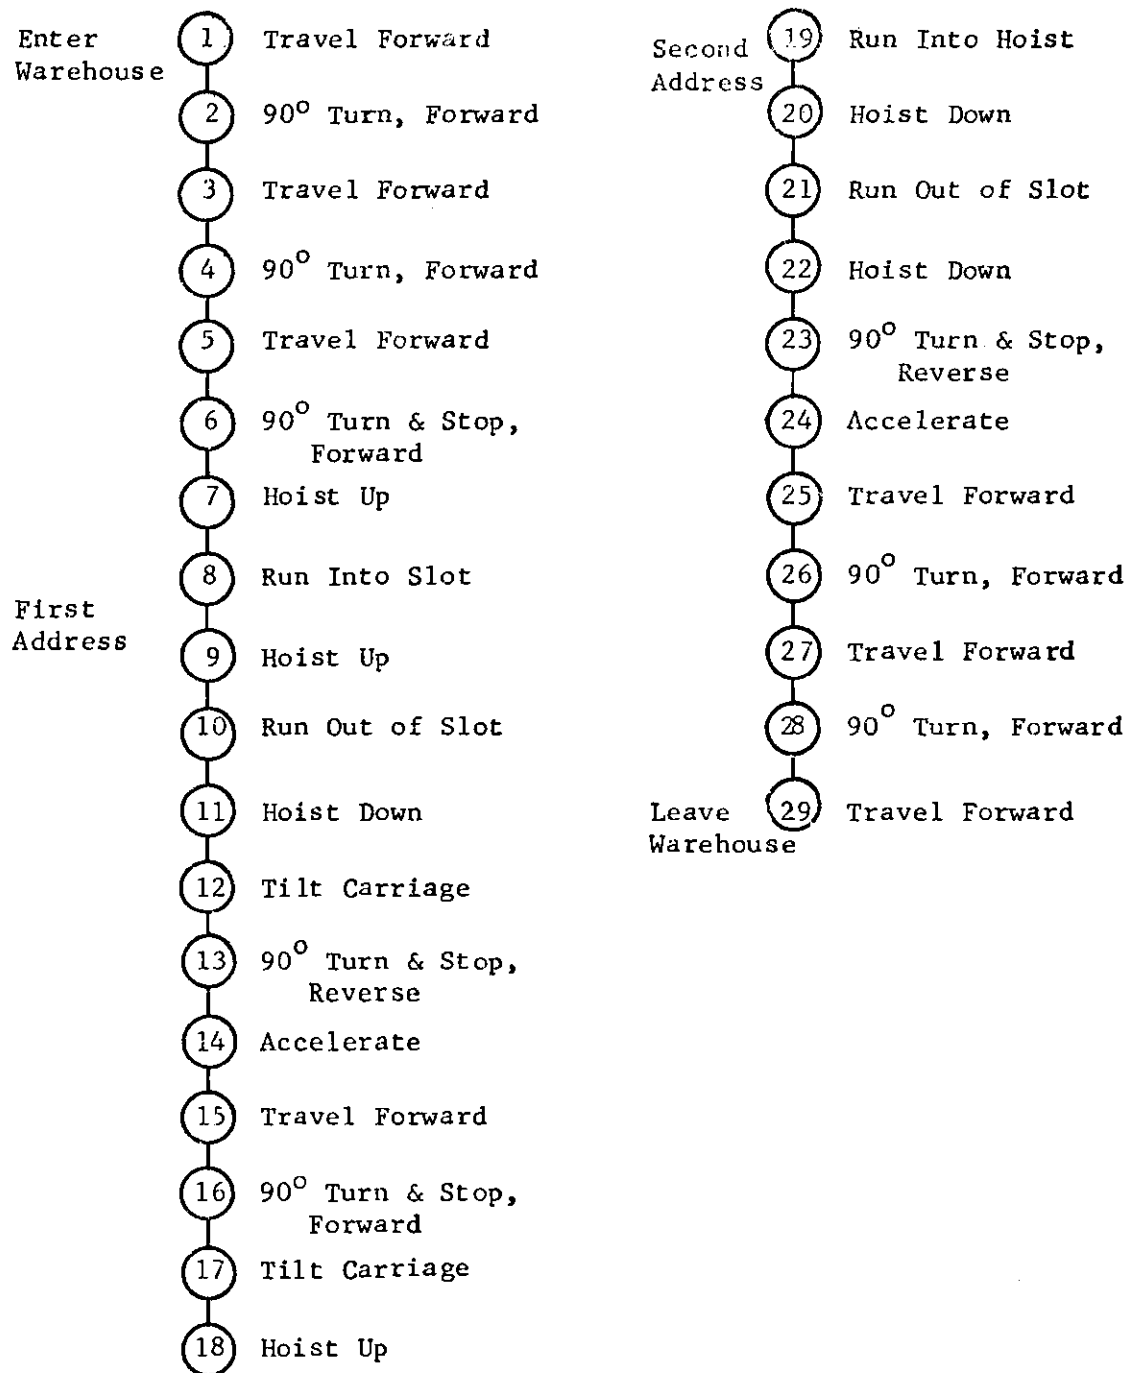 Enter
Warehouse
1 Travel Forward
2 90° Turn, Forward
3 Travel Forward
4 90° Turn, Forward
5 Travel Forward
6 90° Turn & Stop,
Forward
7 Hoist Up
8 Run Into Slot
First
Address
9 Hoist Up
10 Run Out of Slot
11 Hoist Down
12 Tilt Carriage
13 90° Turn & Stop,
Reverse
14 Accelerate
15 Travel Forward
16 90° Turn & Stop,
Forward
17 Tilt Carriage
18 Hoist Up
Second
Address
19 Run Into Hoist
20 Hoist Down
21 Run Out of Slot
22 Hoist Down
23 90° Turn & Stop,
Reverse
24 Accelerate
25 Travel Forward
26 90° Turn, Forward
27 Travel Forward
28 90° Turn, Forward
Leave
Warehouse
29 Travel Forward